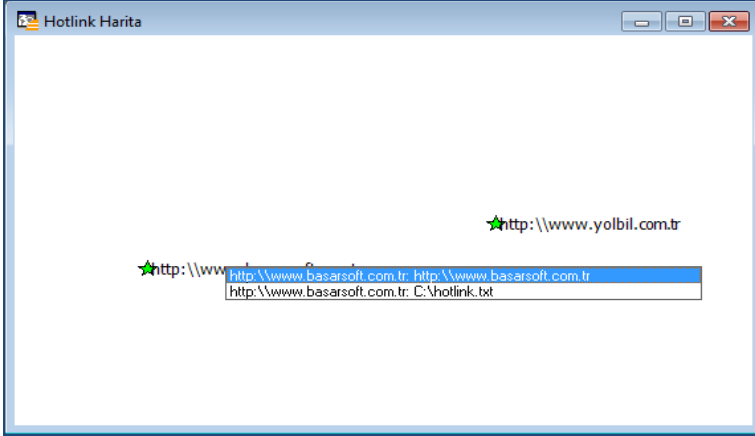 Hotlink Harita
http:\\www.yolbil.com.tr
http:\\ww
http:\\www.basarsoft.com.tr: http:\\www.basarsoft.com.tr
http:\\www.basarsoft.com.tr: C:\hotlink.txt